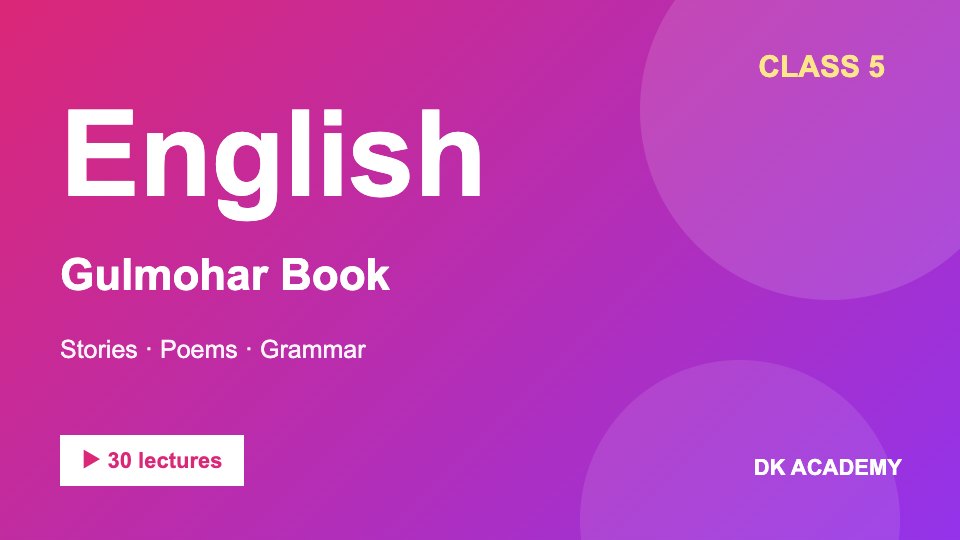 CLASS 5
English
Gulmohar Book
Stories · Poems · Grammar
▶ 30 lectures
DK ACADEMY